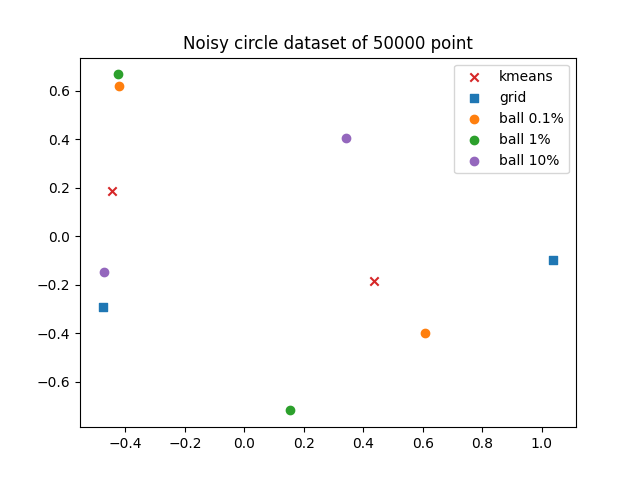 Noisy circle dataset of 50000 point
kmeans
grid
ball 0.1%
ball 1%
ball 10%
0.6
0.4
0.2
0.0
−0.2
−0.4
−0.6
−0.4 −0.2 0.0 0.2 0.4 0.6 0.8 1.0